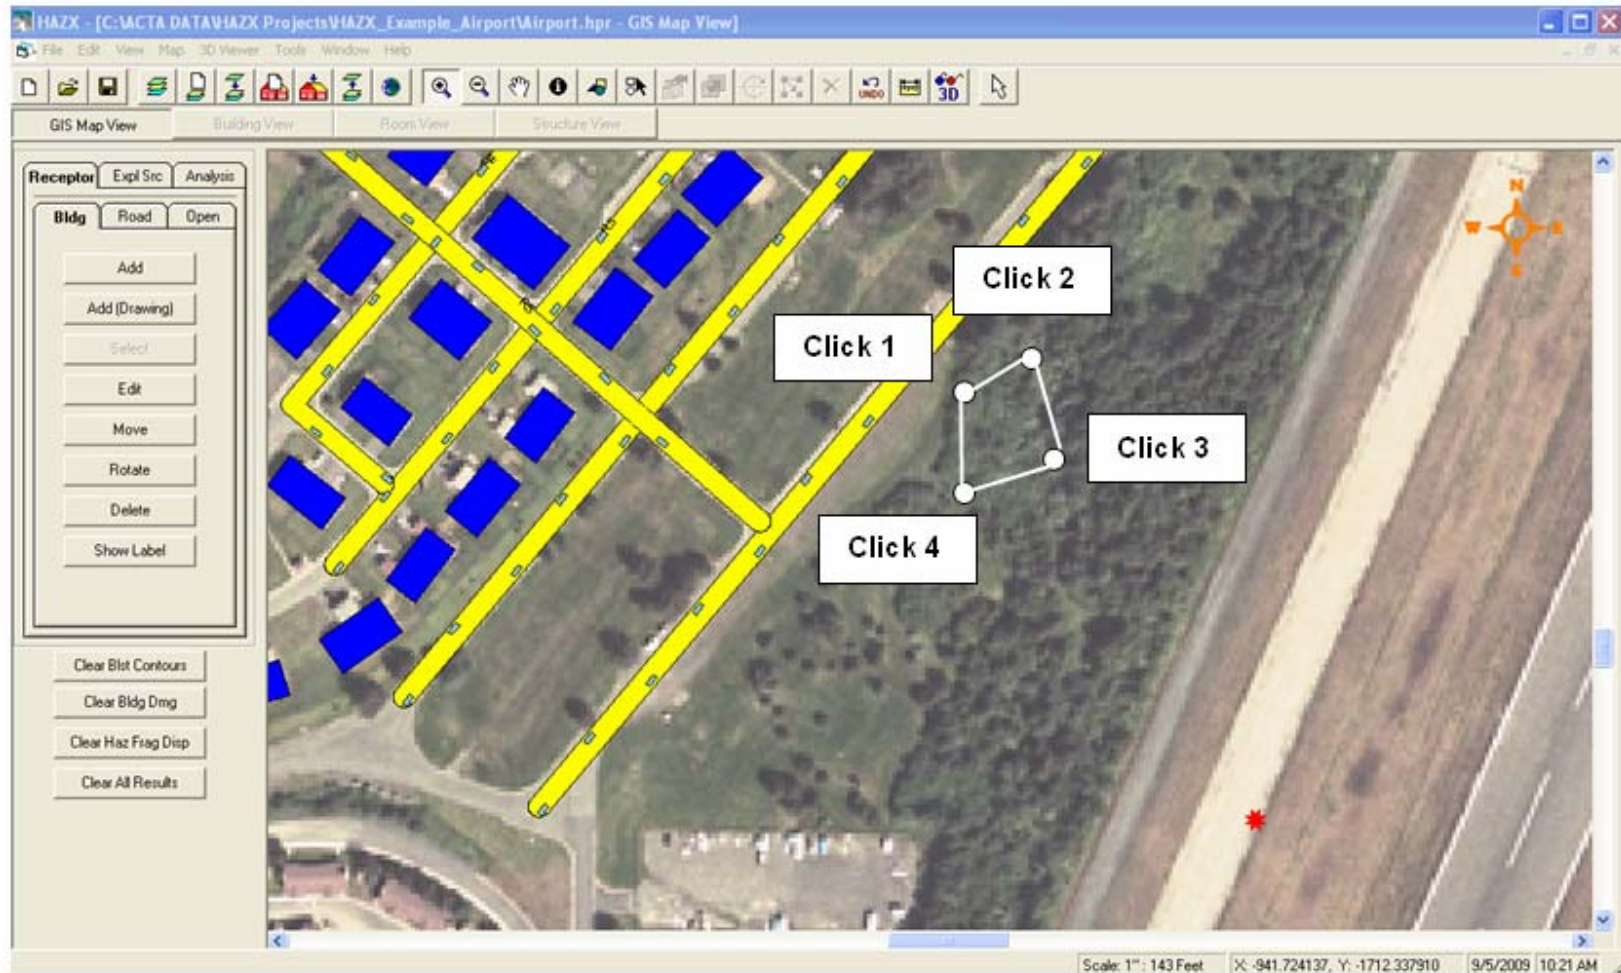 HAZX - [C:\ACTA DATA\HAZX Projects\HAZX_Example_Airport\Airport.hpr - GIS Map View]
File Edit View Map 3D Viewer Tools Window Help
UNDO 3D
GIS Map View Building View Room View Structure View
Receptor Expl Src Analysis
Bldg Road Open
Add
Add (Drawing)
Select
Edit
Move
Rotate
Delete
Show Label
Clear Blst Contours
Clear Bldg Dmg
Clear Haz Frag Disp
Clear All Results
N
W E
S
Click 2
Click 1
Click 3
Click 4
Scale: 1" : 143 Feet X: -941.724137, Y: -1712.337910 9/5/2009 10:21 AM